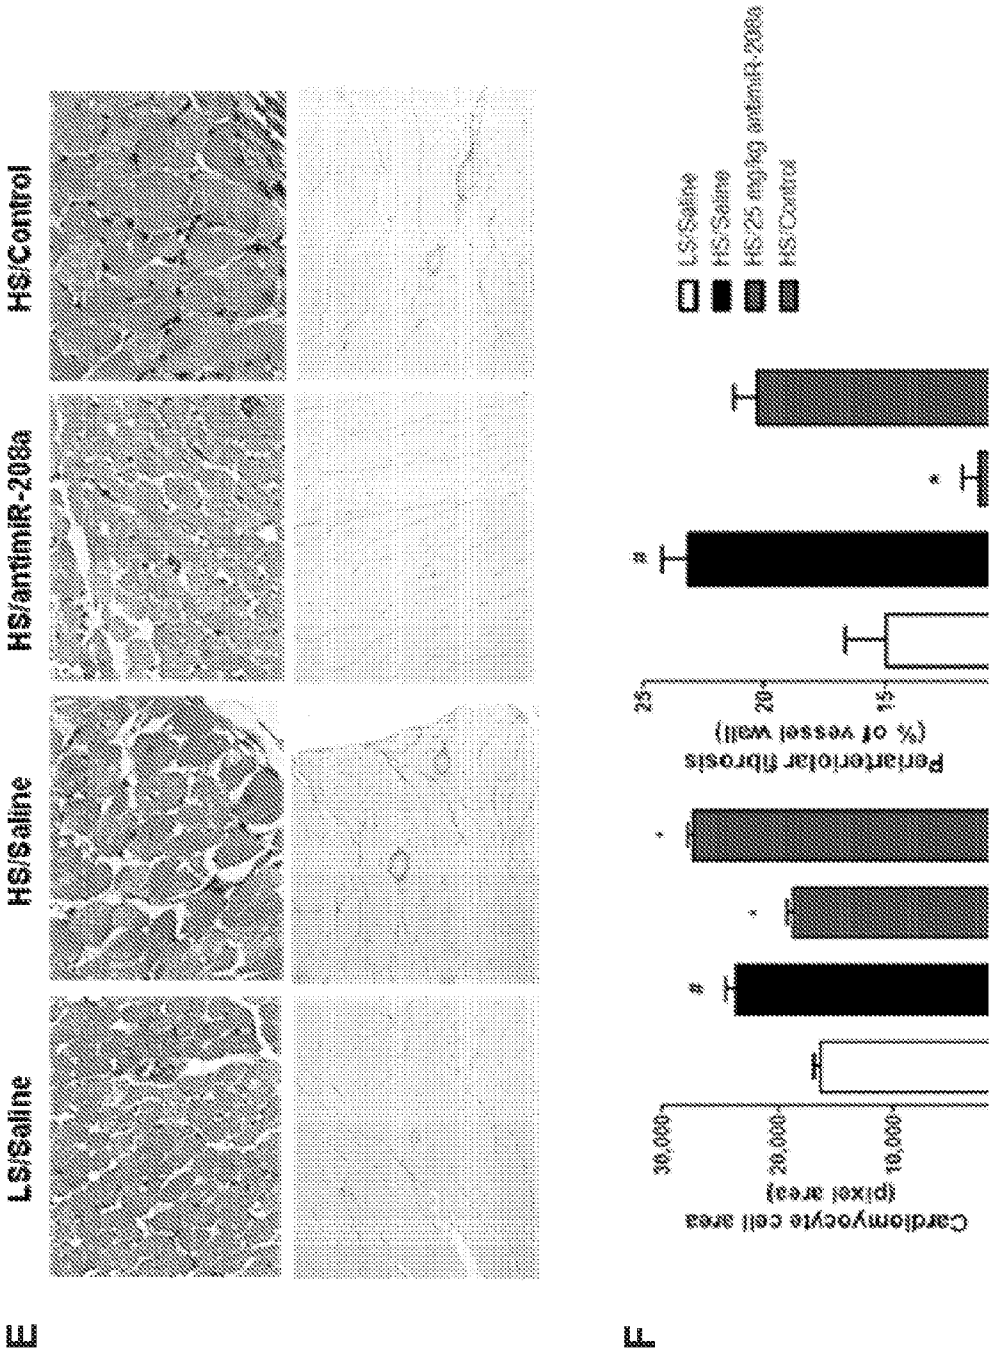 E
LS/Saline
HS/Saline
HS/antimiR-208a
HS/Control
F
Cardiomyocyte cell area
(pixel area)
30,000
20,000
10,000
#
*
*
Periarteriolar fibrosis
(% of vessel wall)
25
20
15
#
*
LS/Saline
HS/Saline
HS/25 mg/kg antimiR-208a
HS/Control